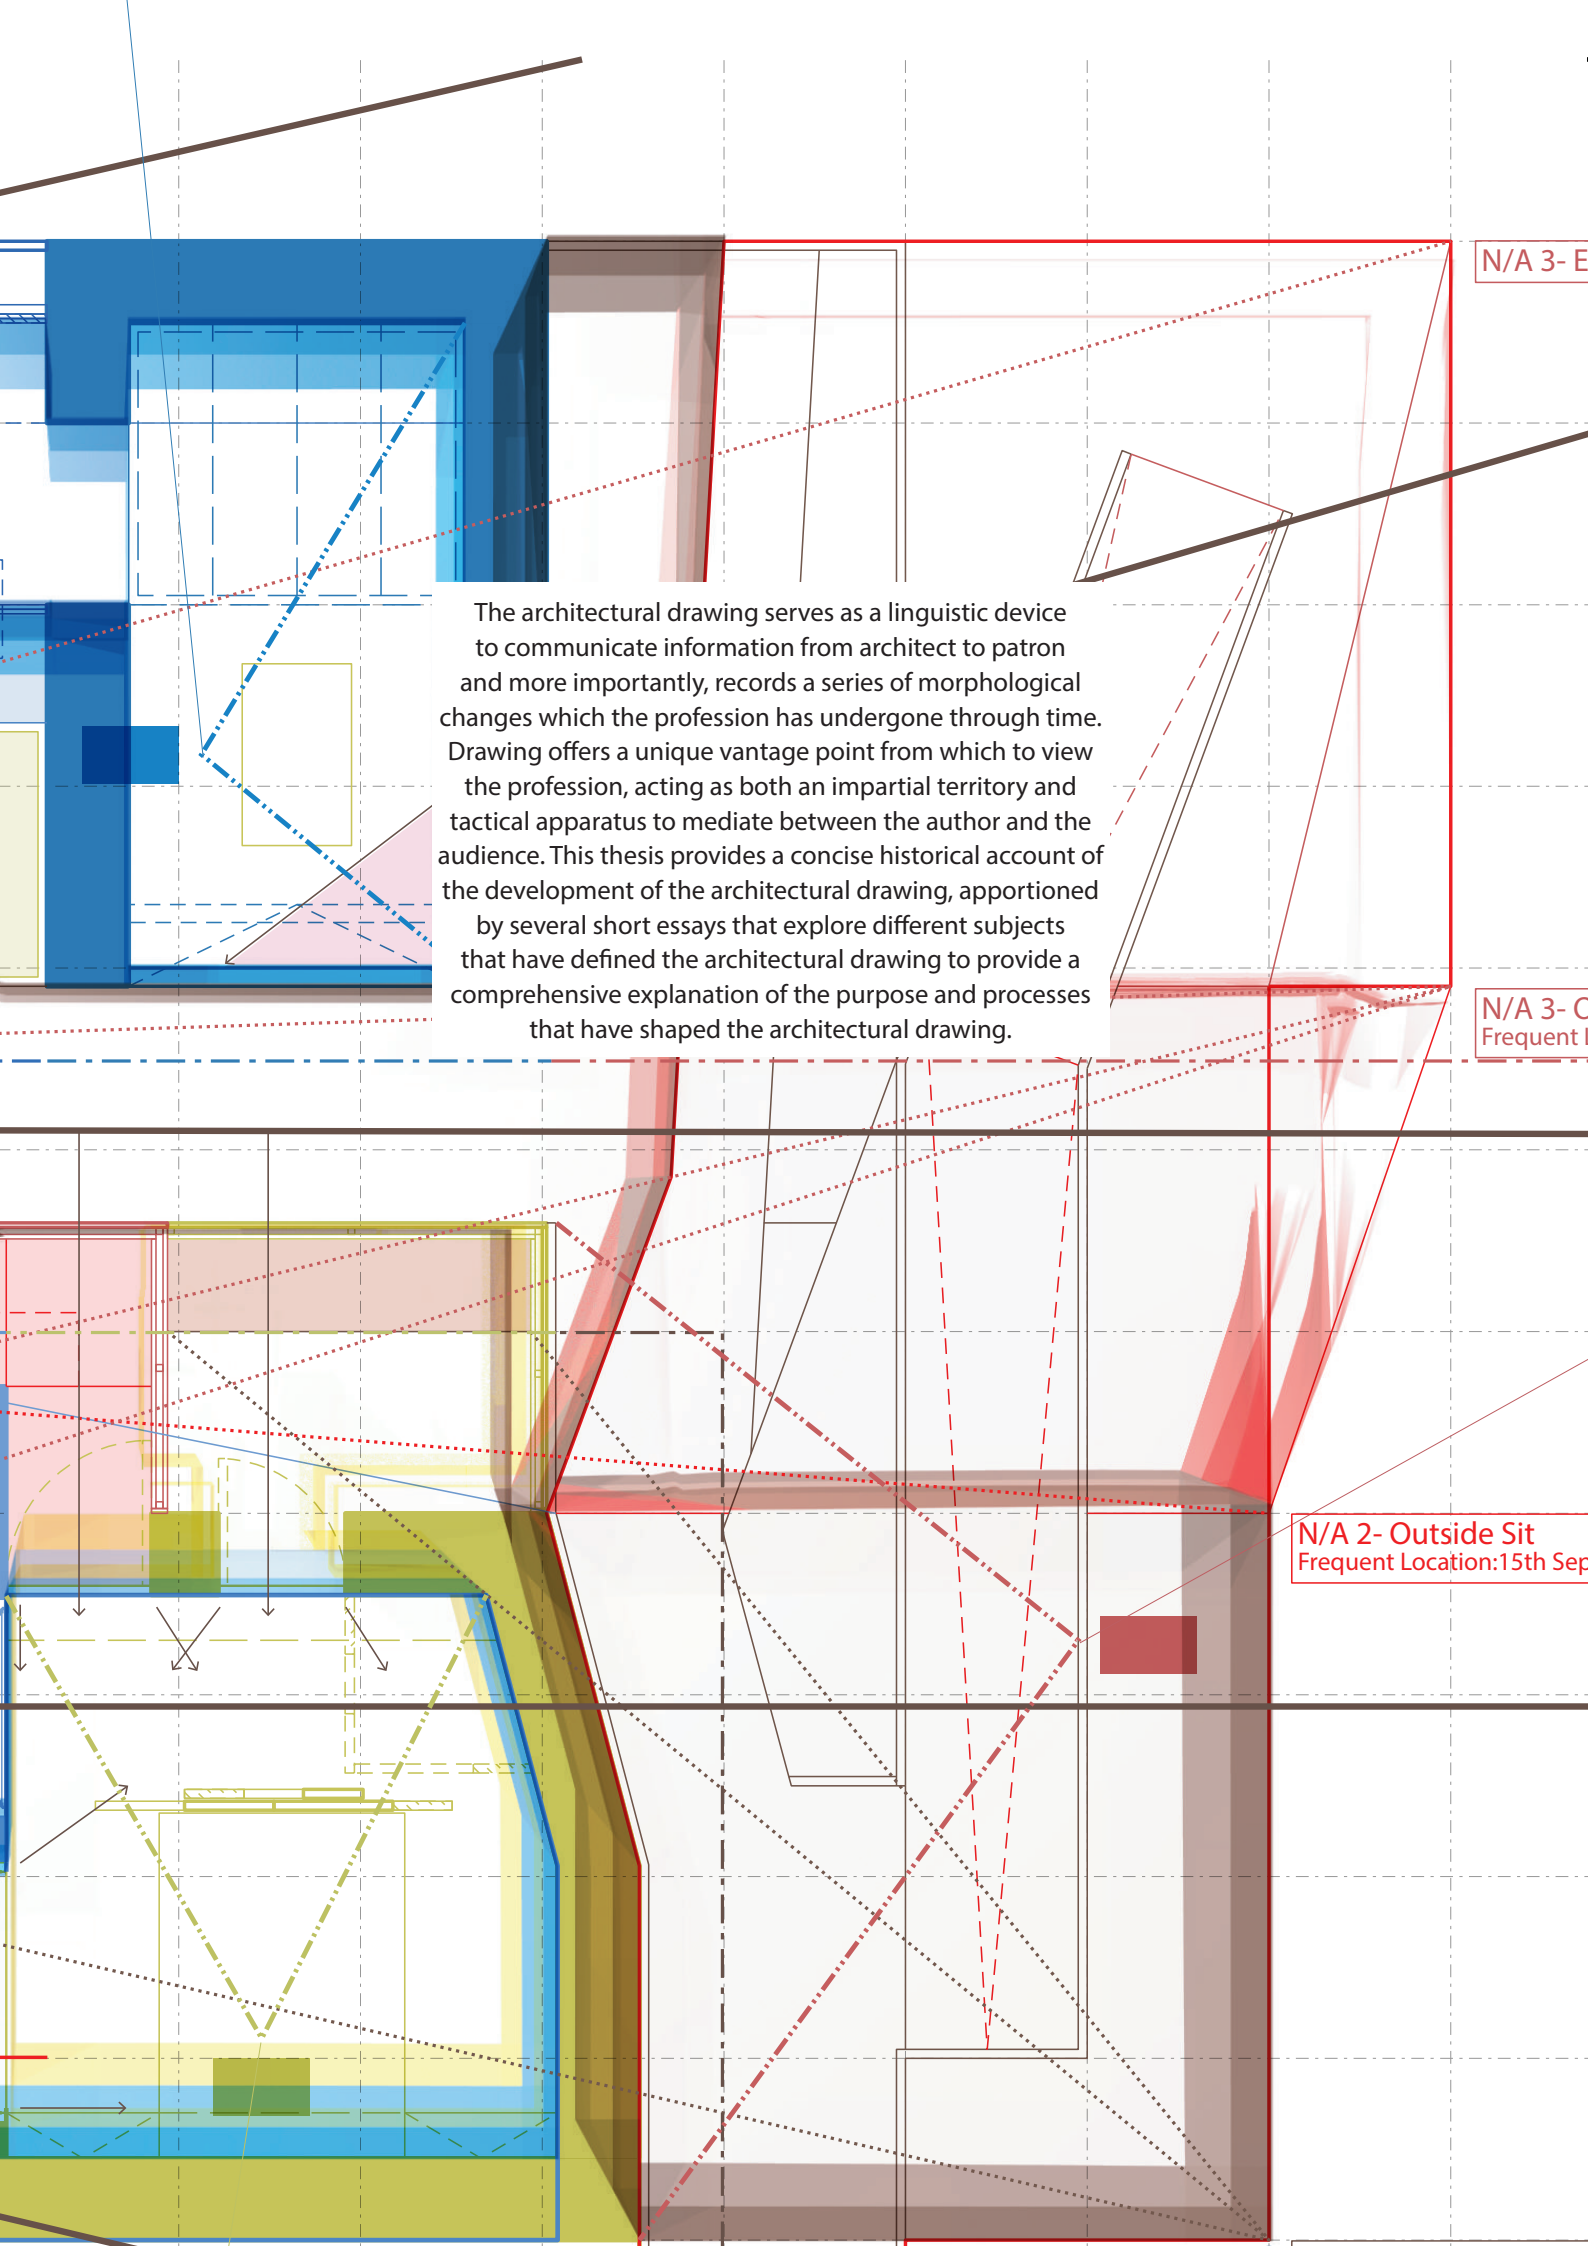 N/A 3- E
The architectural drawing serves as a linguistic device
to communicate information from architect to patron
and more importantly, records a series of morphological
changes which the profession has undergone through time.
Drawing offers a unique vantage point from which to view
the profession, acting as both an impartial territory and
tactical apparatus to mediate between the author and the
audience. This thesis provides a concise historical account of
the development of the architectural drawing, apportioned
by several short essays that explore different subjects
that have defined the architectural drawing to provide a
comprehensive explanation of the purpose and processes
that have shaped the architectural drawing.
N/A 3-
Frequent
N/A 2- Outside Sit
Frequent Location:15th Sep